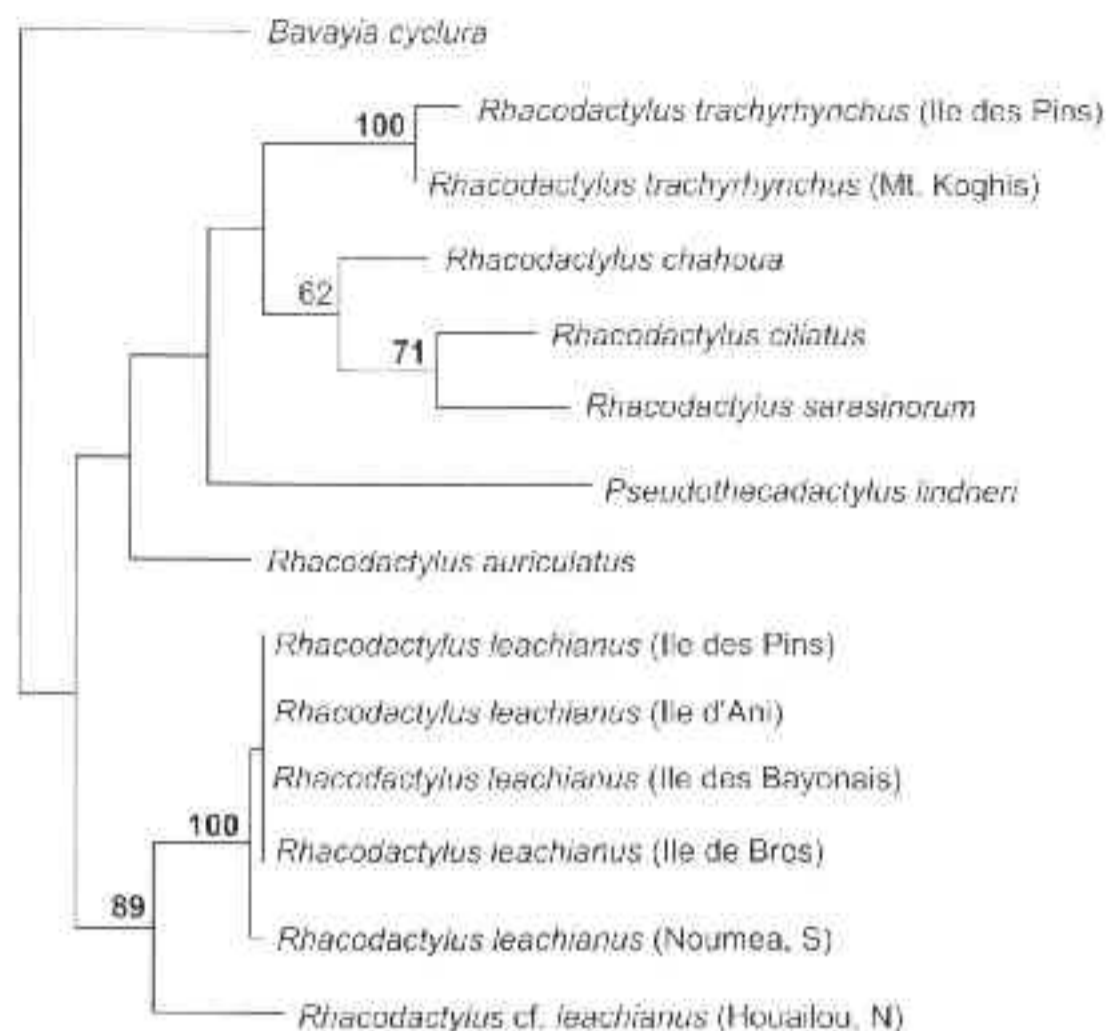 Bavayia cyclura
Rhacodactylus trachyrhynchus (Ile des Pins)
100
Rhacodactylus trachyrhynchus (Mt. Koghis)
Rhacodactylus chahoua
62
Rhacodactylus ciliatus
71
Rhacodactylus sarasinorum
Pseudothecadactylus lindneri
Rhacodactylus auriculatus
Rhacodactylus leachianus (Ile des Pins)
Rhacodactylus leachianus (Ile d'Ani)
Rhacodactylus leachianus (Ile des Bayonais)
100
Rhacodactylus leachianus (Ile de Bros)
89
Rhacodactylus leachianus (Noumea, S)
Rhacodactylus cf. leachianus (Houailou, N)